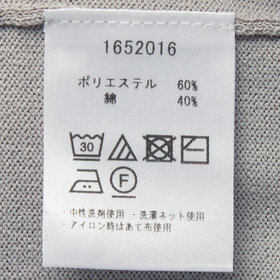 1652016
ポリエステル 60%
綿 40%
30
F
・中性洗剤使用 ・洗濯ネット使用
・アイロン時はあて布使用